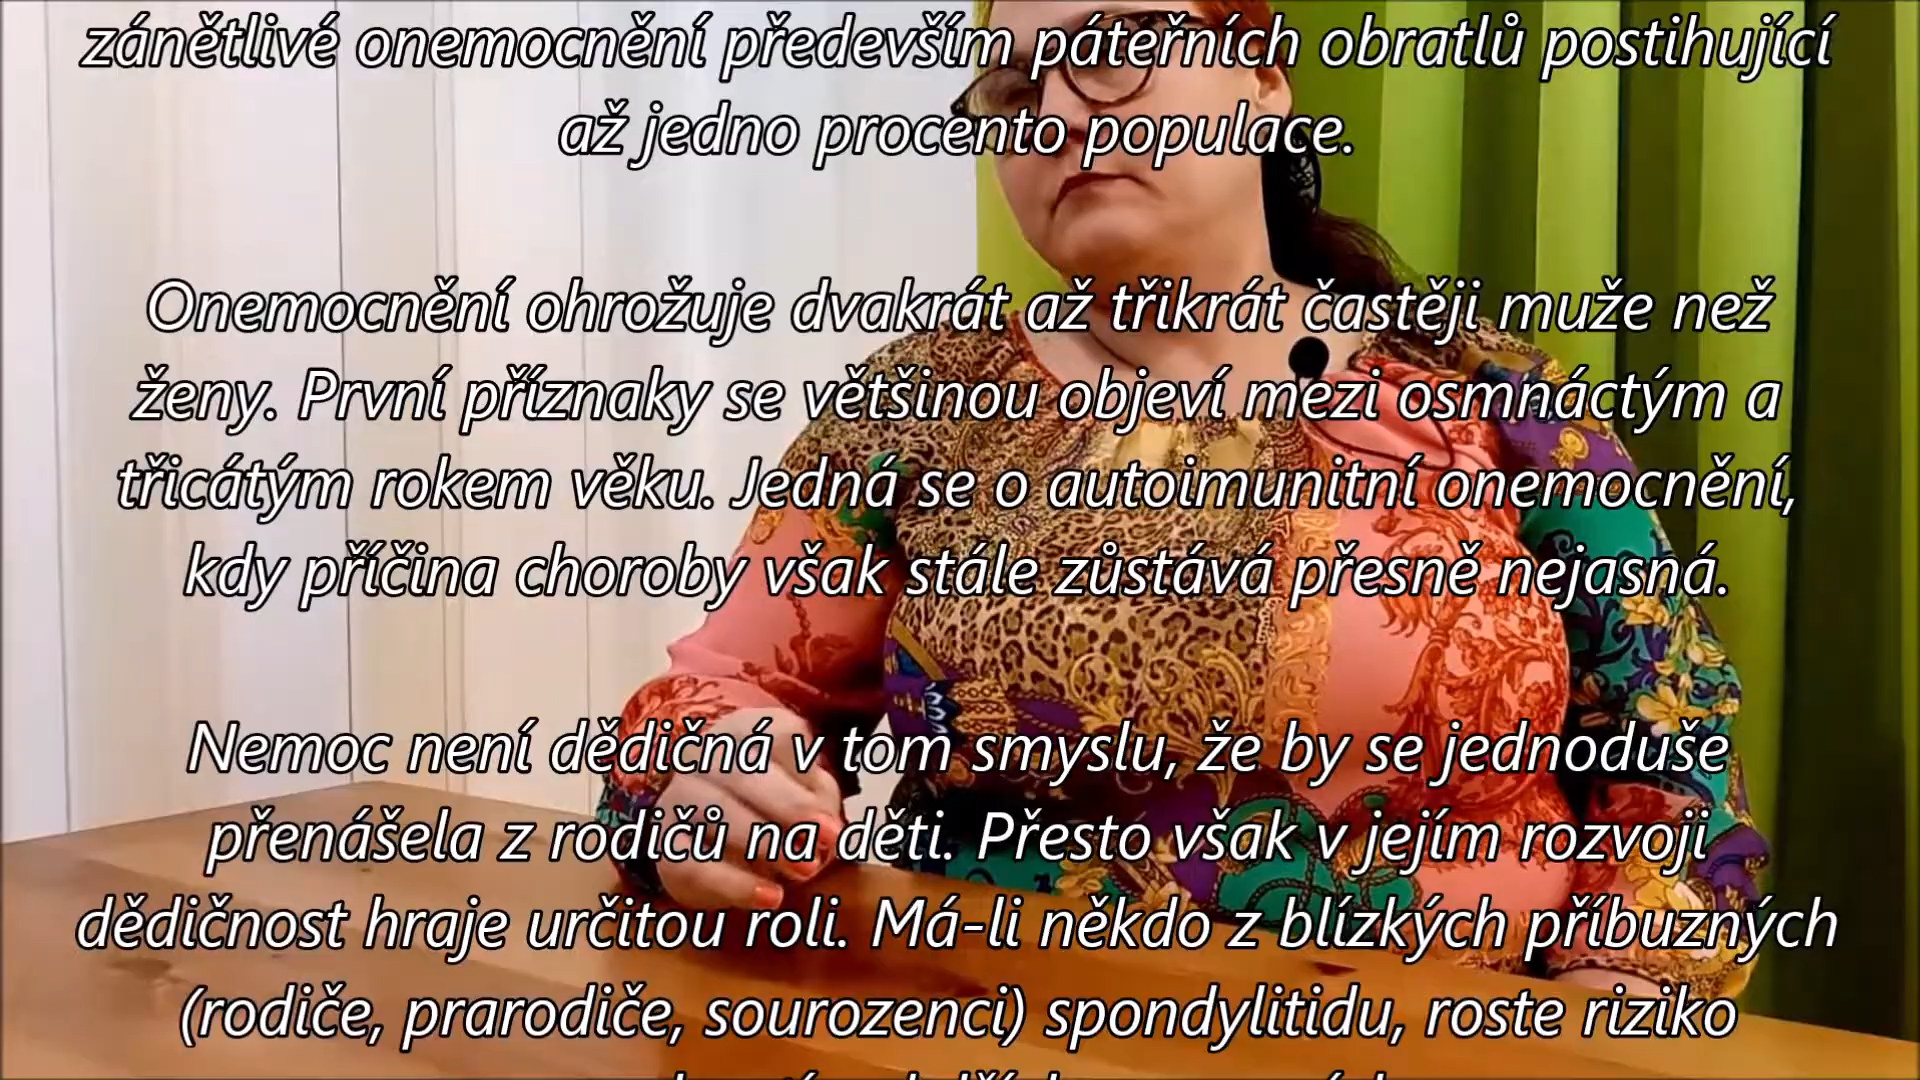 zánětlivé onemocnění především páteřních obratlů postihující
až jedno procento populace.
Onemocnění ohrožuje dvakrát až třikrát častěji muže než
ženy. První příznaky se většinou objeví mezi osmnáctým a
třicátým rokem věku. Jedná se o autoimunitní onemocnění,
kdy příčina choroby však stále zůstává přesně nejasná.
Nemoc není dědičná v tom smyslu, že by se jednoduše
přenášela z rodičů na děti. Přesto však v jejím rozvoji
dědičnost hraje určitou roli. Má-li někdo z blízkých příbuzných
(rodiče, prarodiče, sourozenci) spondylitidu, roste riziko